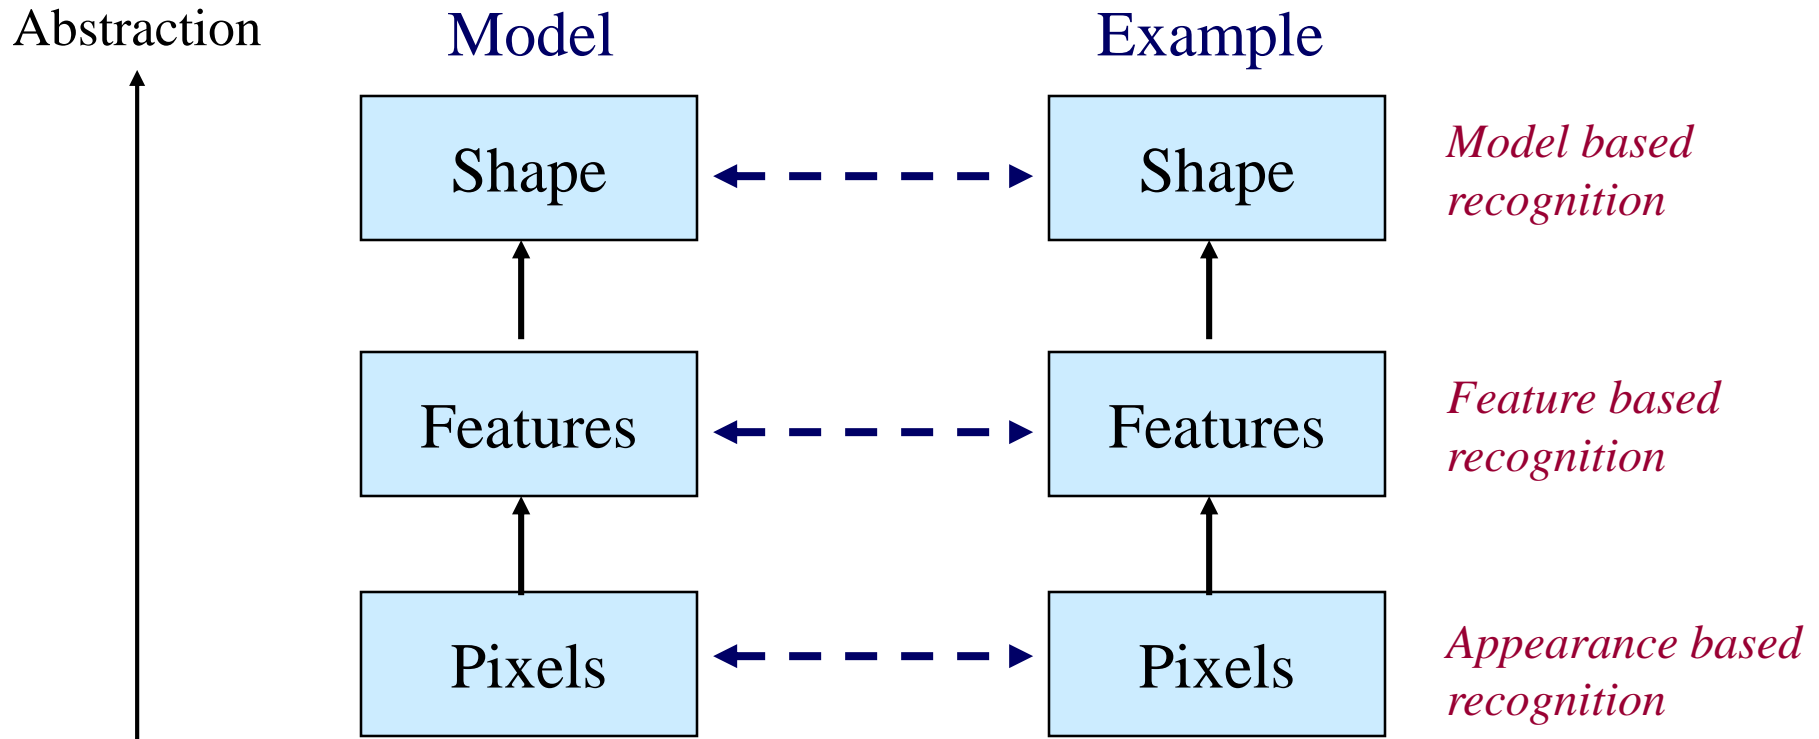 Abstraction
Model
Example
Shape
Shape
Model based
recognition
Features
Features
Feature based
recognition
Pixels
Pixels
Appearance based
recognition